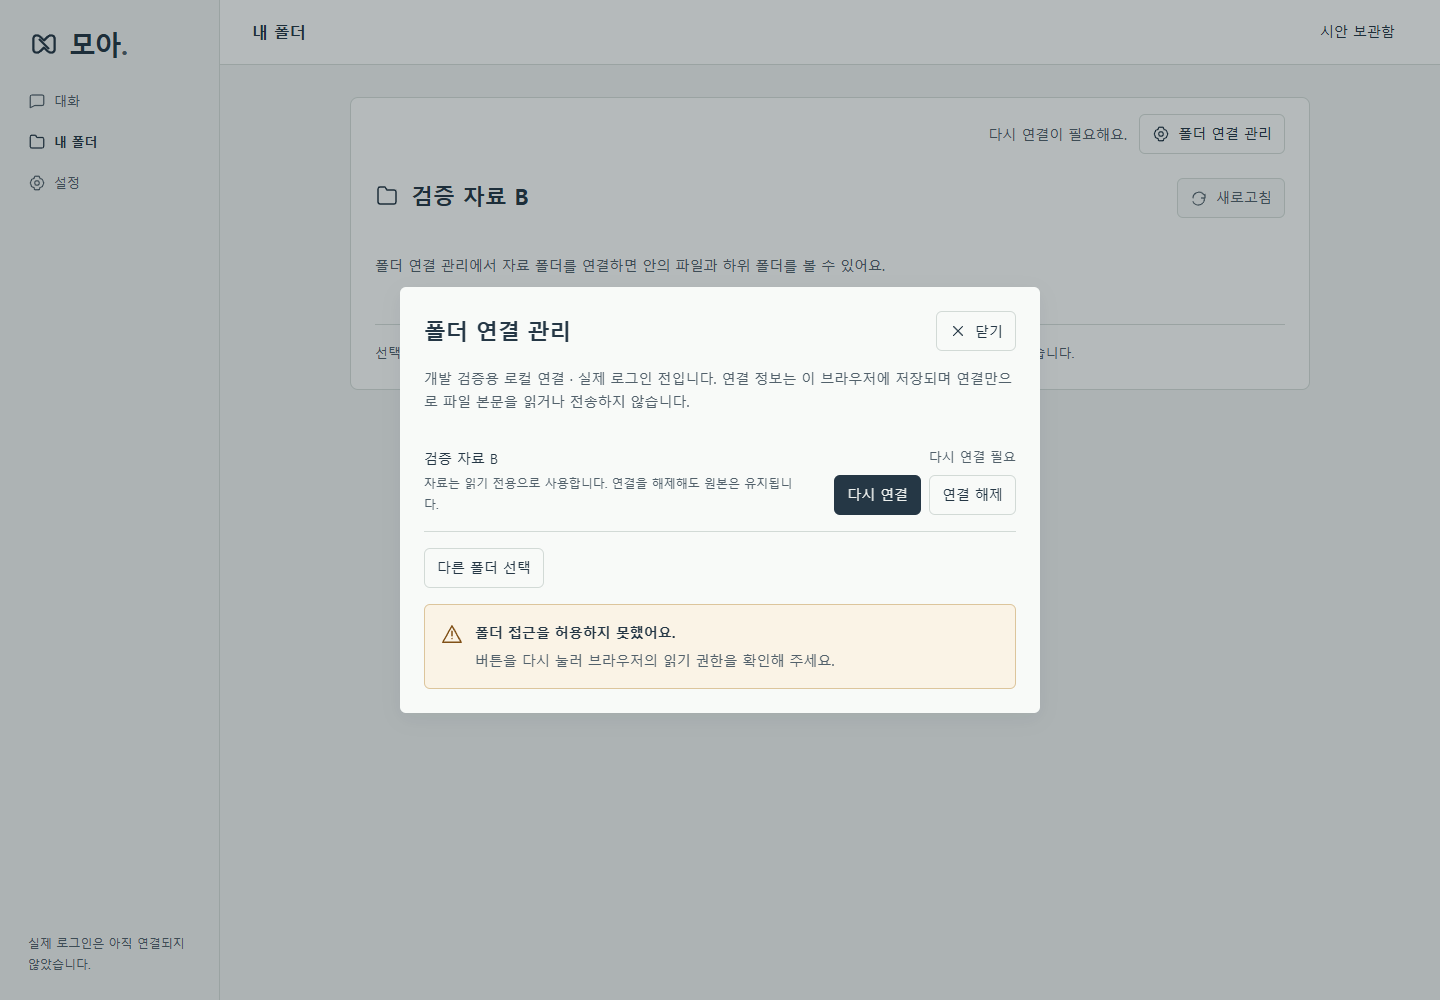 모아.
대화
내 폴더
설정
실제 로그인은 아직 연결되지
않았습니다.
내 폴더
시안 보관함
다시 연결이 필요해요.
폴더 연결 관리
검증 자료 B
새로고침
폴더 연결 관리에서 자료 폴더를 연결하면 안의 파일과 하위 폴더를 볼 수 있어요.
선택
습니다.
폴더 연결 관리
닫기
개발 검증용 로컬 연결 · 실제 로그인 전입니다. 연결 정보는 이 브라우저에 저장되며 연결만으
로 파일 본문을 읽거나 전송하지 않습니다.
검증 자료 B
다시 연결 필요
자료는 읽기 전용으로 사용합니다. 연결을 해제해도 원본은 유지됩니
다.
다시 연결
연결 해제
다른 폴더 선택
폴더 접근을 허용하지 못했어요.
버튼을 다시 눌러 브라우저의 읽기 권한을 확인해 주세요.